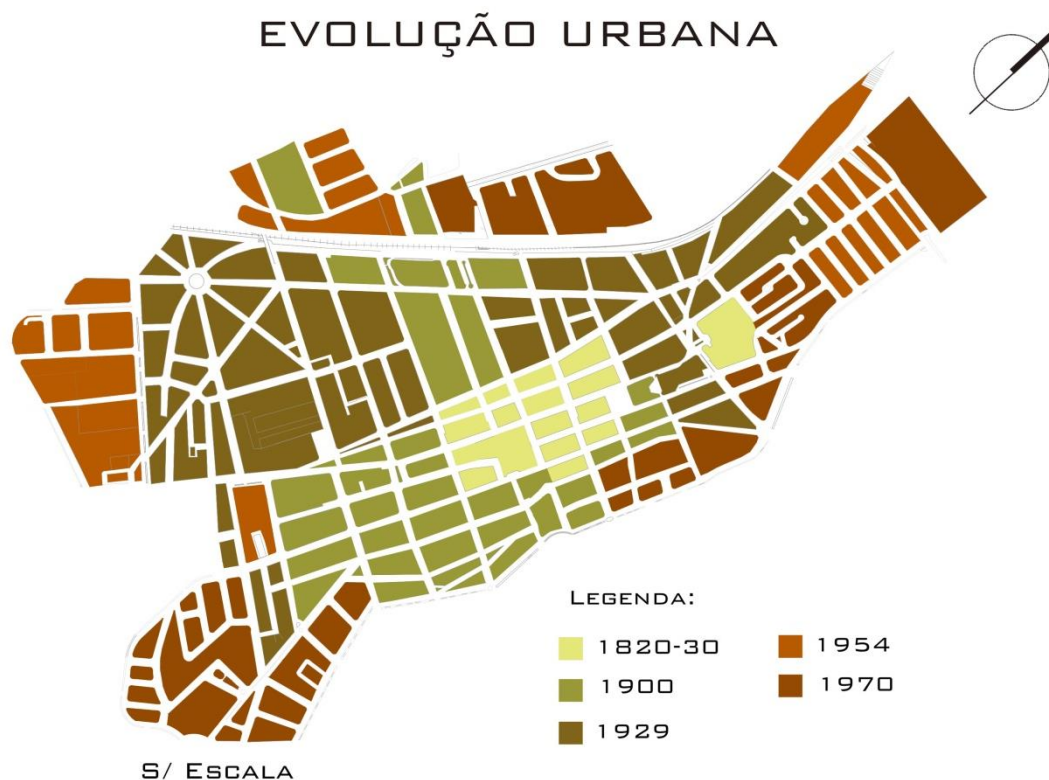 EVOLUÇÃO URBANA
LEGENDA:
1820-30
1900
1929
1954
1970
S/ ESCALA